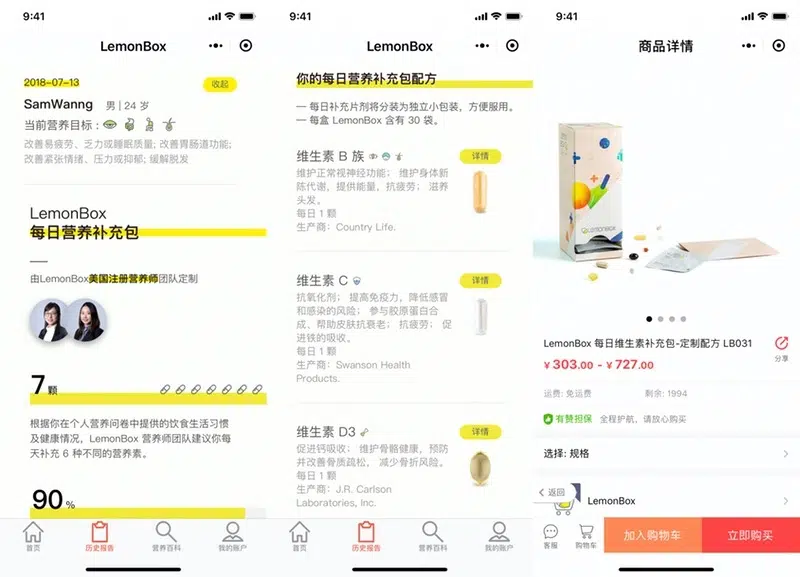 9:41
LemonBox
2018-07-13
收起
SamWanng 男 | 24 岁
当前营养目标：
改善易疲劳、乏力或睡眠质量; 改善胃肠道功能;
改善紧张情绪、压力或抑郁; 缓解脱发
LemonBox
每日营养补充包
由LemonBox美国注册营养师团队定制
7 颗
根据你在个人营养问卷中提供的饮食生活习惯
及健康情况，LemonBox 营养师团队建议你每
天补充 6 种不同的营养素。
90 %
首页
历史报告
营养百科
我的账户
9:41
LemonBox
你的每日营养补充包配方
— 每日补充片剂将分装为独立小包装，方便服用。
— 每盒 LemonBox 含有 30 袋。
维生素 B 族
详情
维护正常视神经功能； 维护身体新
陈代谢，提供能量，抗疲劳； 滋养
头发。
每日 1 颗
生产商：Country Life.
维生素 C
详情
抗氧化剂； 提高免疫力，降低感冒
和感染的风险； 参与胶原蛋白合
成、帮助皮肤抗衰老； 抗疲劳； 促
进铁的吸收。
每日 1 颗
生产商：Swanson Health
Products.
维生素 D3
详情
促进钙吸收； 维护骨骼健康，预防
并改善骨质疏松， 减少骨折风险。
每日 1 颗
生产商：J.R. Carlson
Laboratories, Inc.
首页
历史报告
营养百科
我的账户
9:41
商品详情
LEMONBOX
LemonBox 每日维生素补充包-定制配方 LB031
¥ 303.00 - ¥ 727.00
分享
运费: 免运费
剩余: 1994
有赞担保 全程护航，请放心购买
选择: 规格
返回
LemonBox
客服
购物车
加入购物车
立即购买